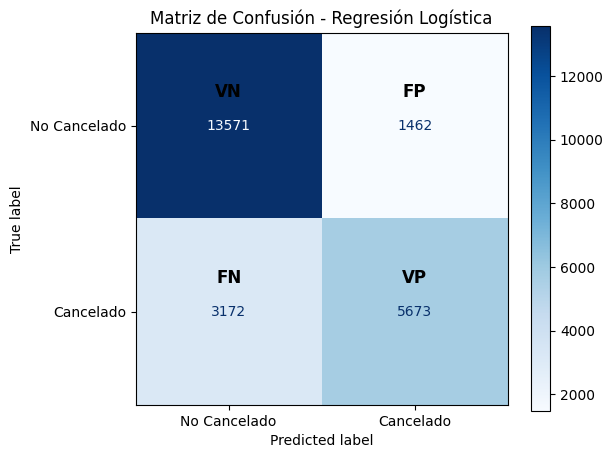 Matriz de Confusión - Regresión Logística
VN
FP
No Cancelado
13571
1462
True label
FN
VP
Cancelado
3172
5673
No Cancelado
Cancelado
Predicted label
12000
10000
8000
6000
4000
2000